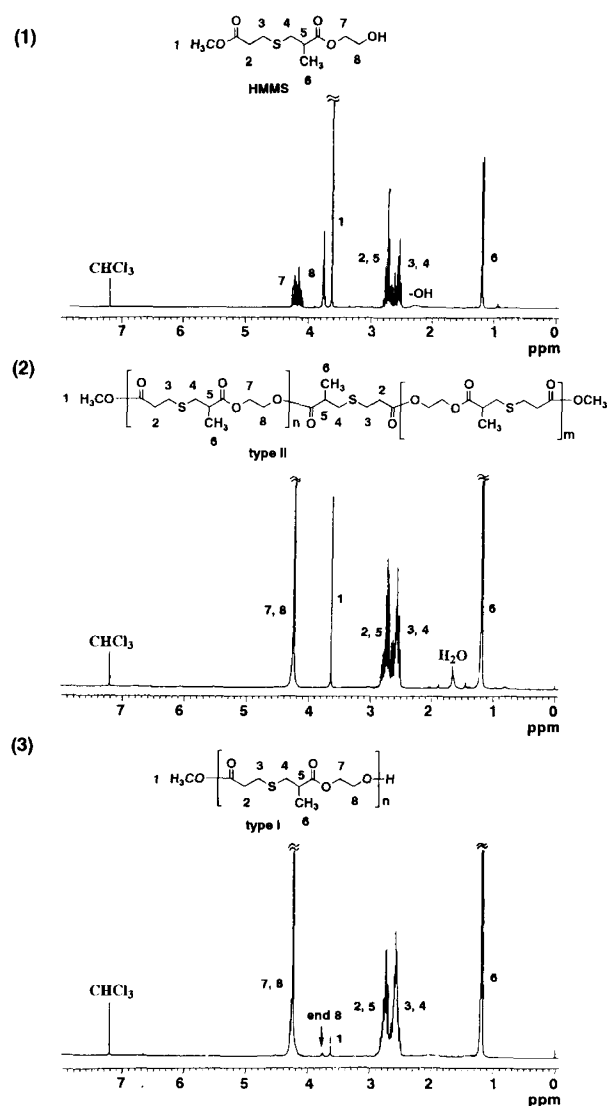 (1)
O 3 4 5 O 7
1 H₃CO S O OH
2 CH₃ 8
6
HMMS
1
CHCl₃
7 8
2, 5 3, 4
-OH
6
7 6 5 4 3 2 1 0
ppm
(2)
6
O 3 4 5 O 7 CH₃ 2 O O
1 H₃CO S O O n S O O O S OCH₃
2 CH₃ 8 O 5 4 3 O m
6
type II
CHCl₃
7, 8
1
2, 5 3, 4
H₂O
6
7 6 5 4 3 2 1 0
ppm
(3)
O 3 4 5 O 7
1 H₃CO S O O H
2 CH₃ 8 n
6
type I
CHCl₃
7, 8
end 8
1
2, 5 3, 4
6
7 6 5 4 3 2 1 0
ppm